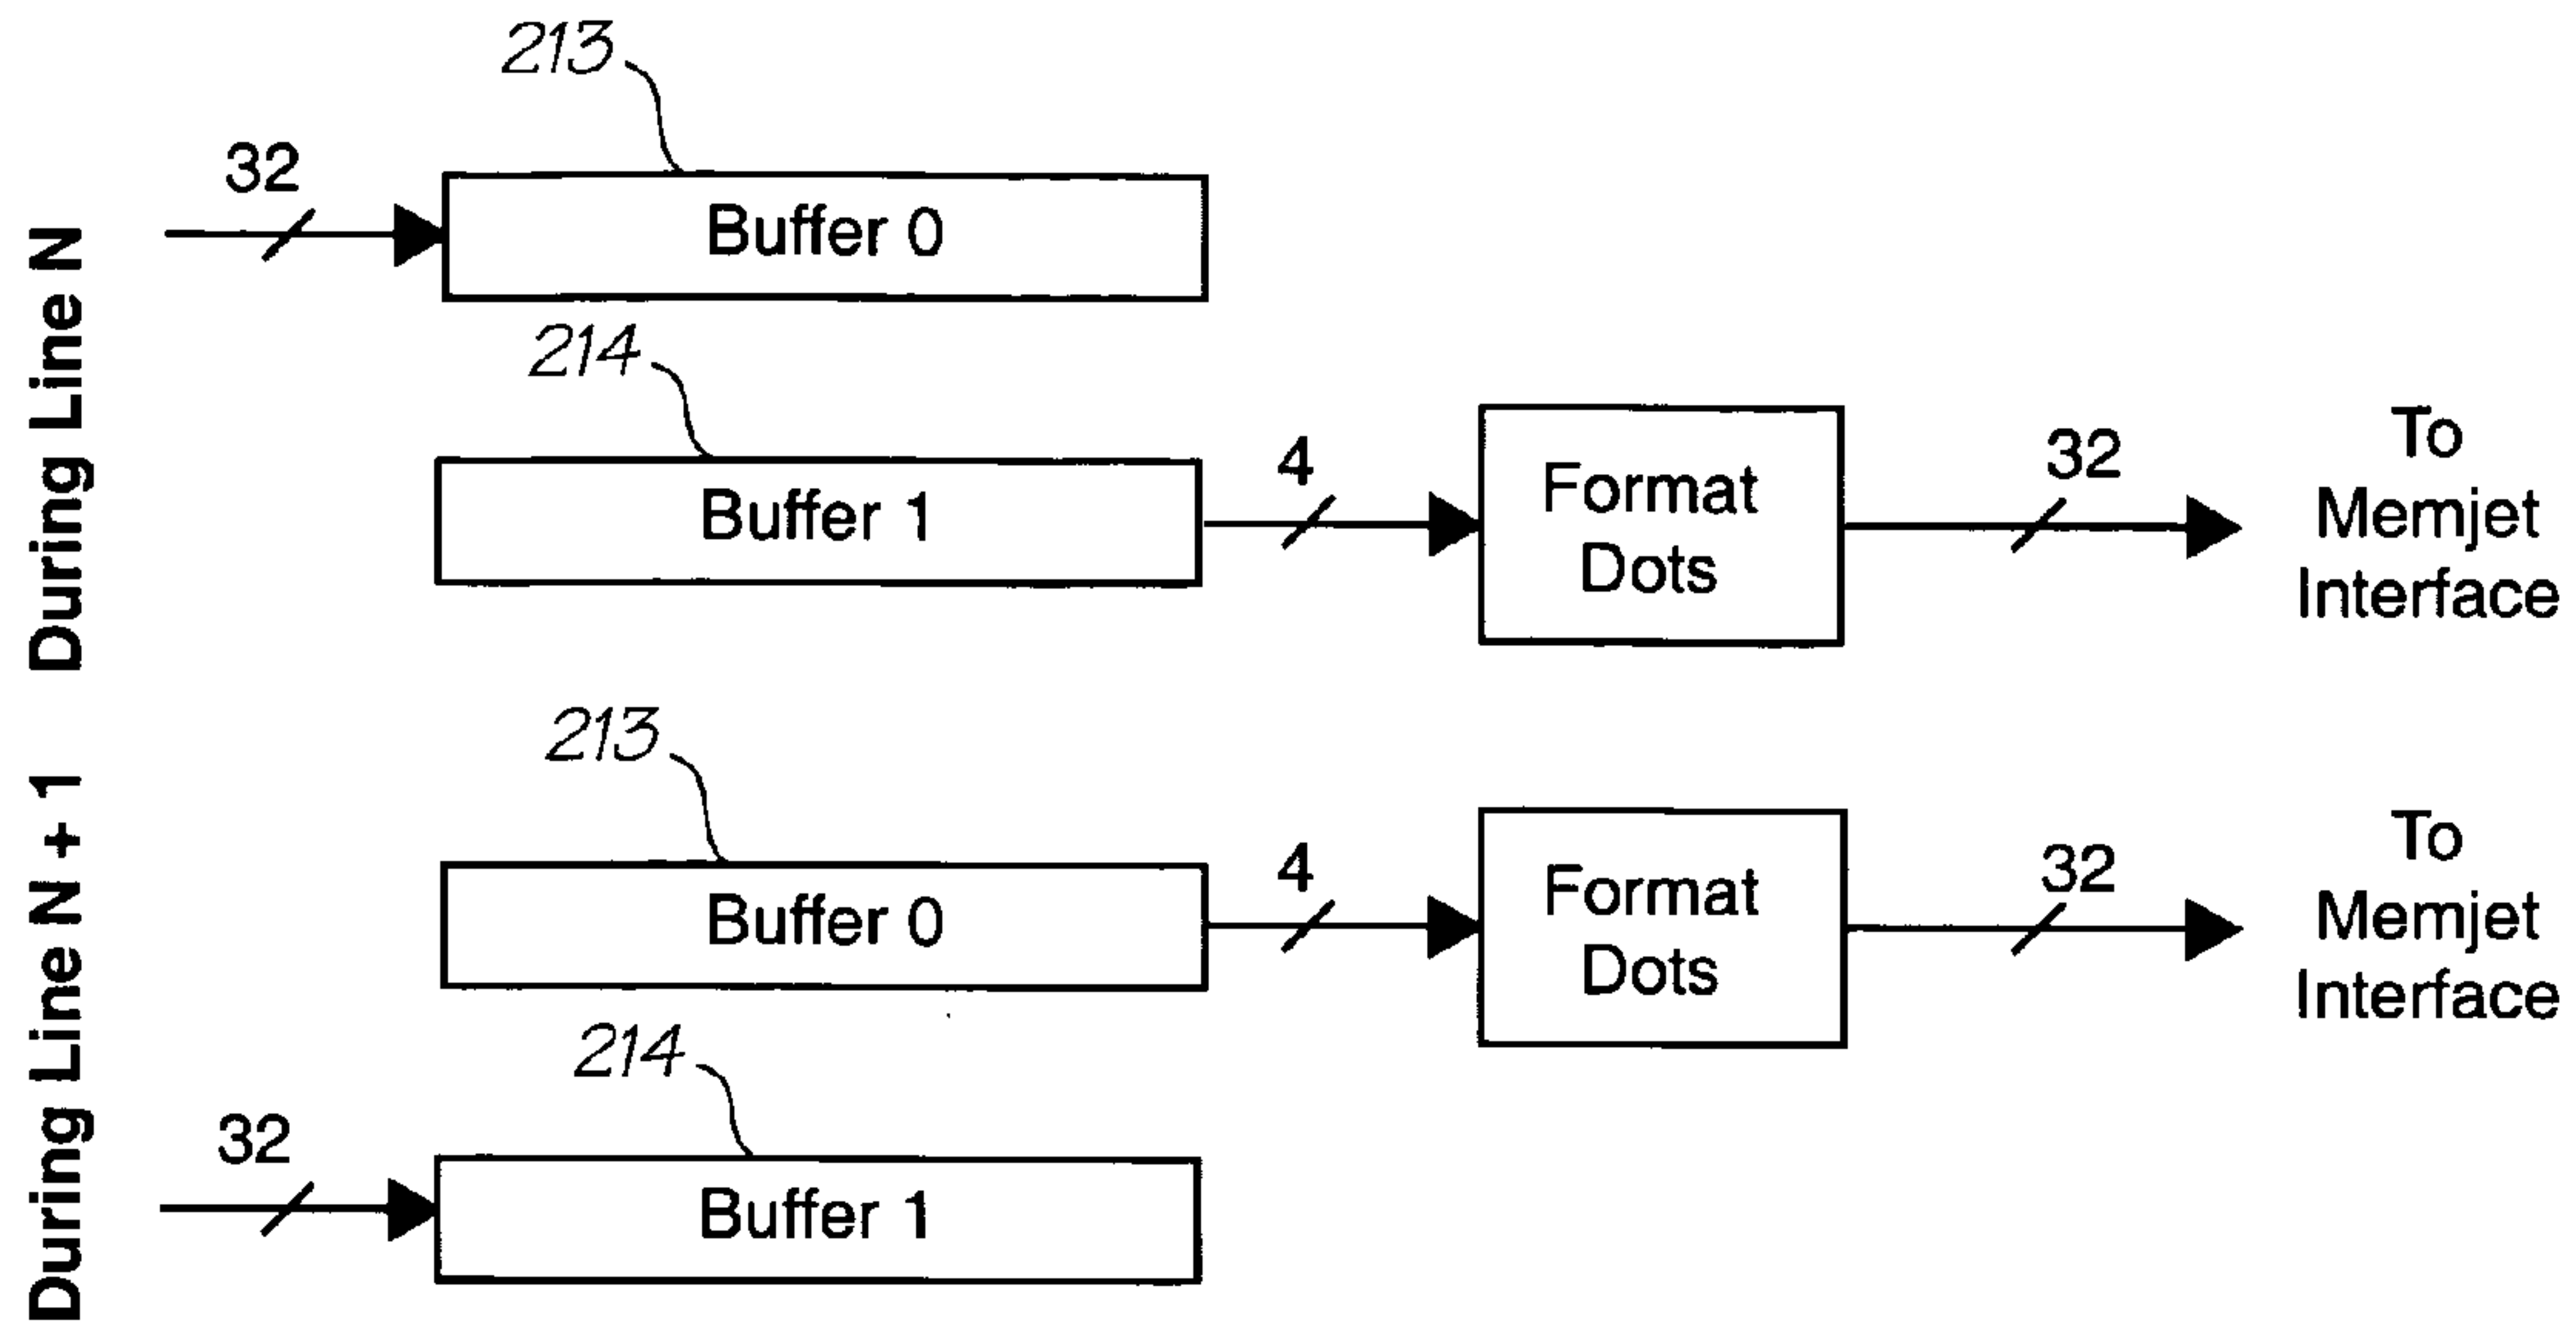 During Line N
213
32
Buffer 0
214
Buffer 1
4
Format
Dots
32
To
Memjet
Interface
During Line N + 1
213
Buffer 0
4
Format
Dots
32
To
Memjet
Interface
214
32
Buffer 1